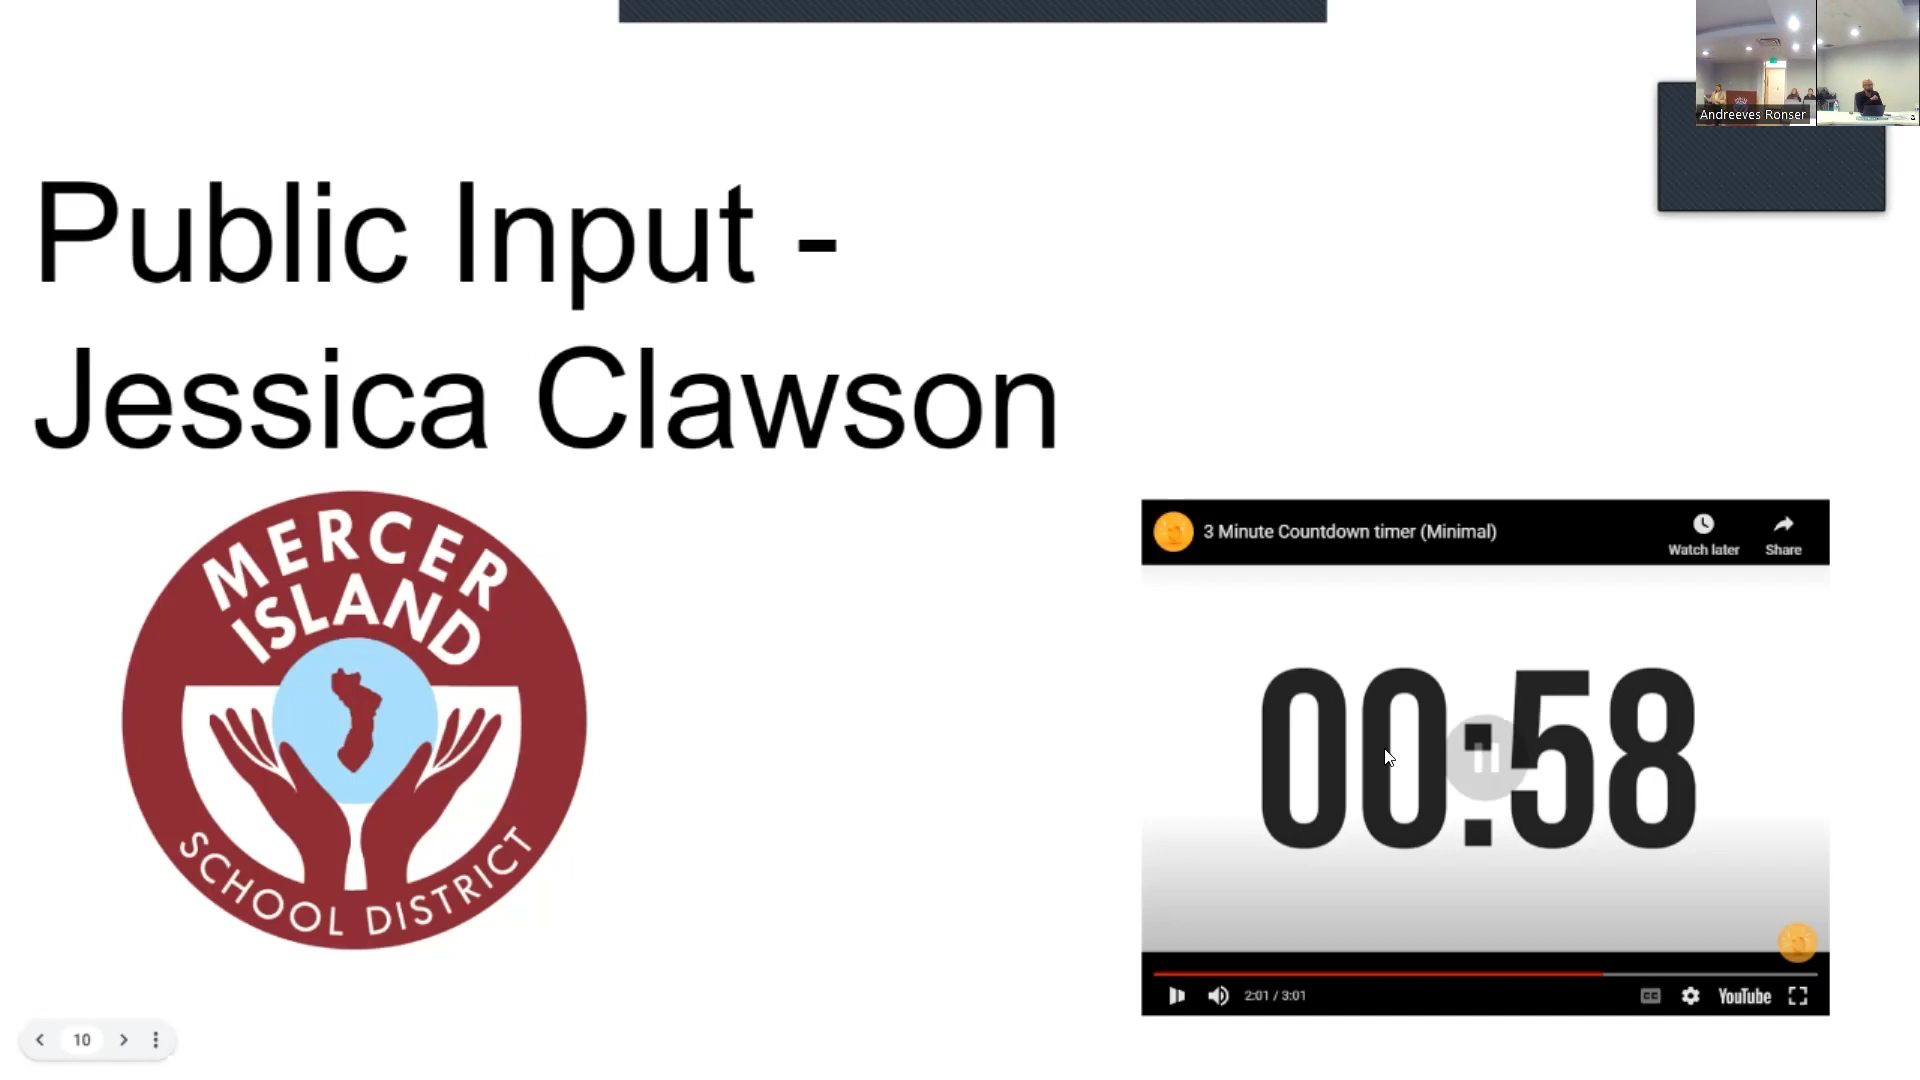 Andreeves Ronser
Public Input -
Jessica Clawson
MERCER
ISLAND
SCHOOL DISTRICT
3 Minute Countdown timer (Minimal)
Watch later
Share
00:58
2:01 / 3:01
CC
YouTube
10